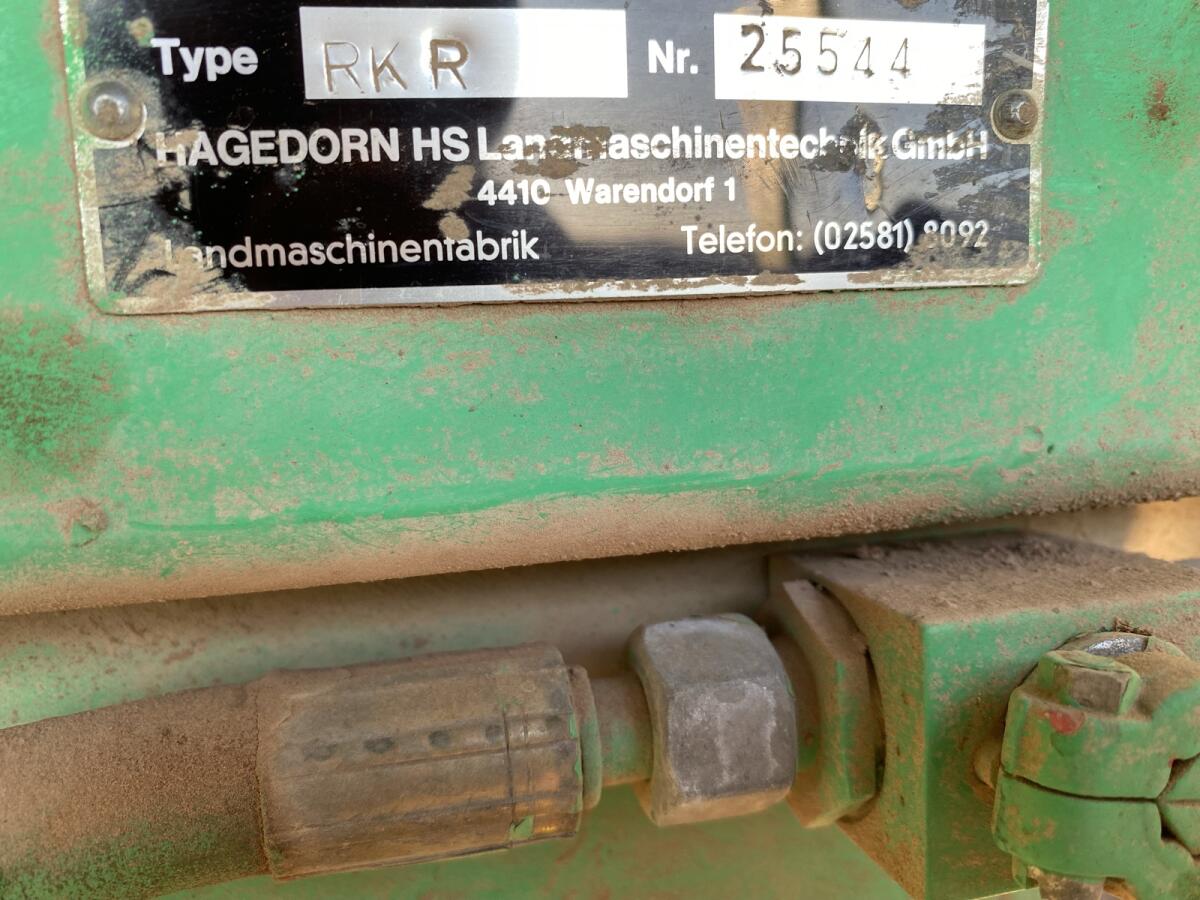 Type RKR Nr. 25544
HAGEDORN HS Landmaschinentechnik GmbH
4410 Warendorf 1
Landmaschinenfabrik Telefon: (02581) 8092